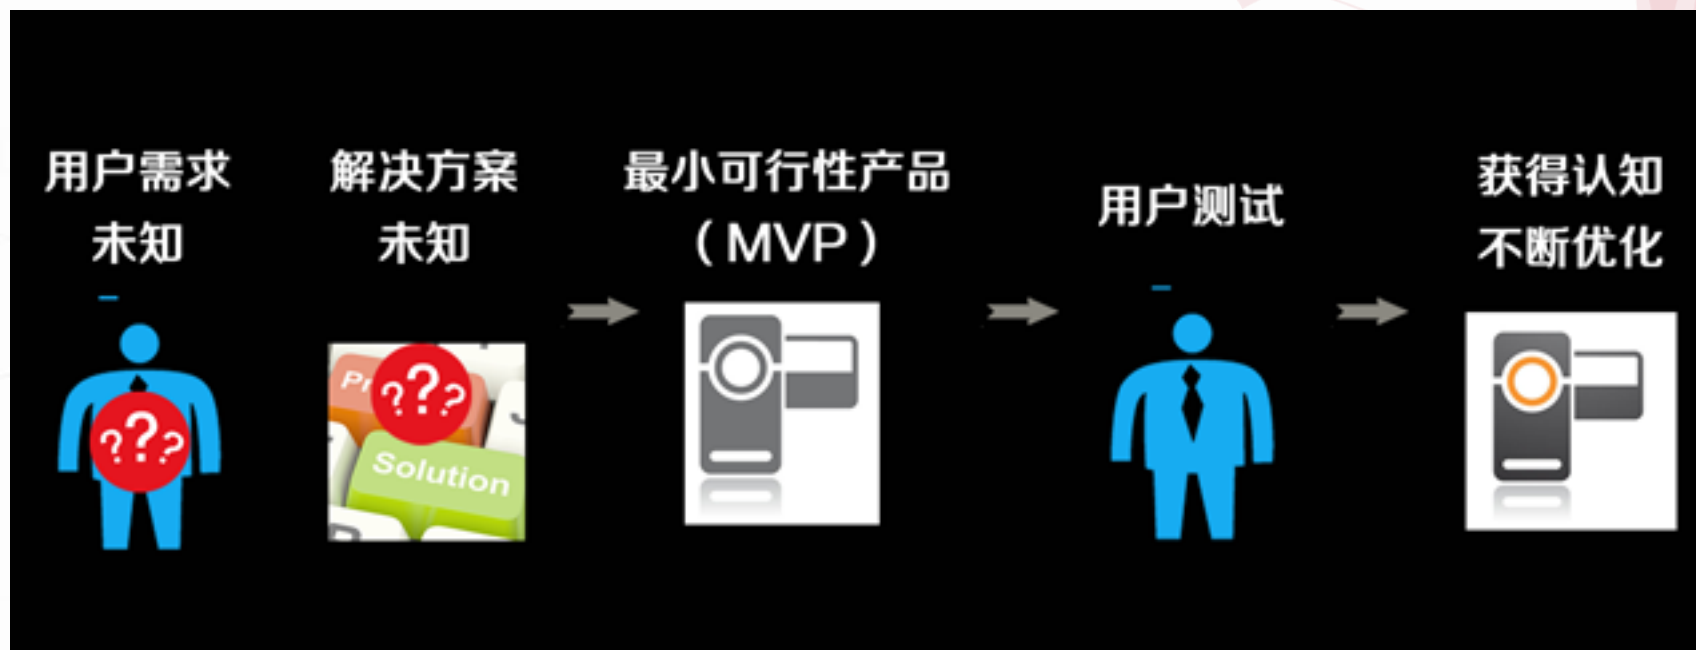 用户需求
未知
解决方案
未知
最小可行性产品
（MVP）
用户测试
获得认知
不断优化
???
Pr
???
Solution